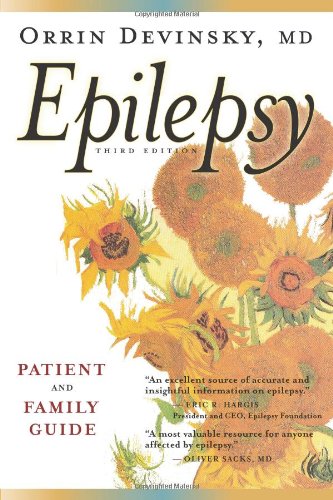 ORRIN DEVINSKY, MD
Epilepsy
THIRD EDITION
PATIENT
AND
FAMILY
GUIDE
"An excellent source of accurate and
insightful information on epilepsy."
— ERIC R. HARGIS
President and CEO, Epilepsy Foundation
"A most valuable resource for anyone
affected by epilepsy."
— OLIVER SACKS, MD.